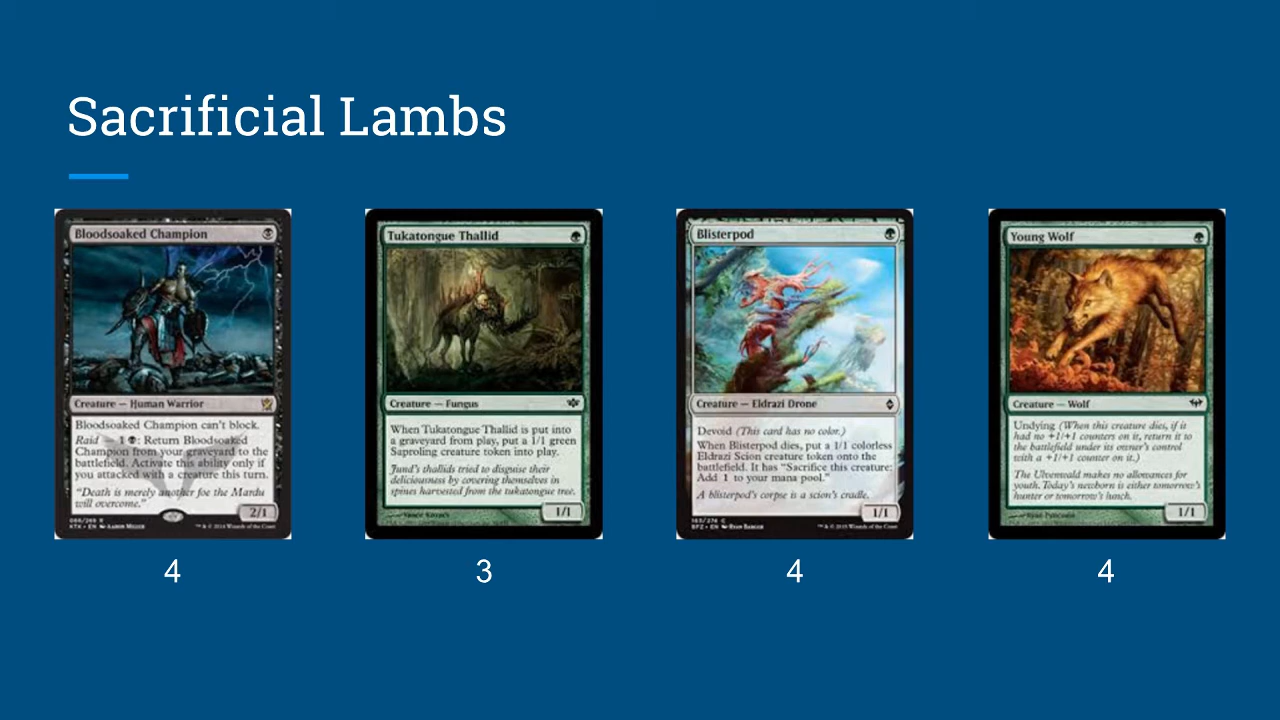 Sacrificial Lambs
Bloodsoaked Champion
Creature — Human Warrior
Bloodsoaked Champion can't block.
Raid — 1 : Return Bloodsoaked
Champion from your graveyard to the
battlefield. Activate this ability only if
you attacked with a creature this turn.
"Death is merely another foe the Mardu
will overcome."
2/1
4
Tukatongue Thallid
Creature — Fungus
When Tukatongue Thallid is put into
a graveyard from play, put a 1/1 green
Saproling creature token into play.
Jund's thallids tried to disguise their
deliciousness by covering themselves in
spines harvested from the tukatongue tree.
1/1
3
Blisterpod
Creature — Eldrazi Drone
Devoid (This card has no color.)
When Blisterpod dies, put a 1/1 colorless
Eldrazi Scion creature token onto the
battlefield. It has "Sacrifice this creature:
Add 1 to your mana pool."
A blisterpod's corpse is a scion's cradle.
1/1
4
Young Wolf
Creature — Wolf
Undying (When this creature dies, if it
had no +1/+1 counters on it, return it to
the battlefield under its owner's control
with a +1/+1 counter on it.)
The Ulvenwald makes no allowances for
youth. Today's newborn is either tomorrow's
hunter or tomorrow's lunch.
1/1
4